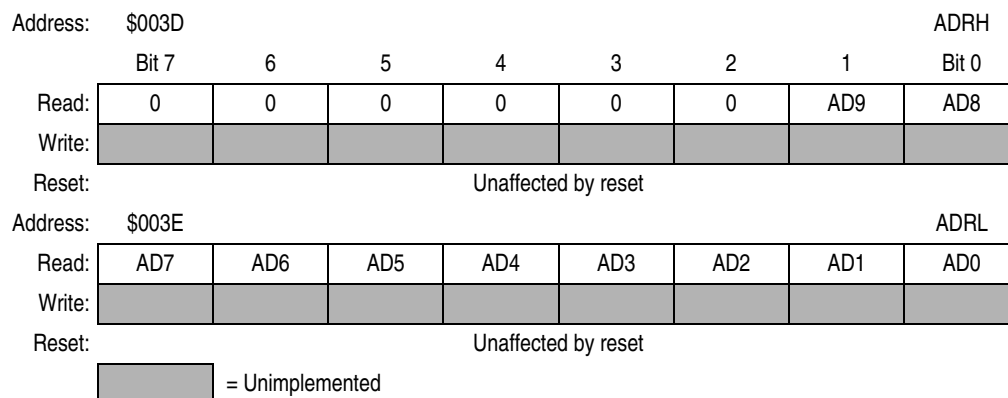 Address: $003D ADRH
Bit 7 6 5 4 3 2 1 Bit 0
Read: 0 0 0 0 0 0 AD9 AD8
Write:
Reset: Unaffected by reset
Address: $003E ADRL
Read: AD7 AD6 AD5 AD4 AD3 AD2 AD1 AD0
Write:
Reset: Unaffected by reset
= Unimplemented